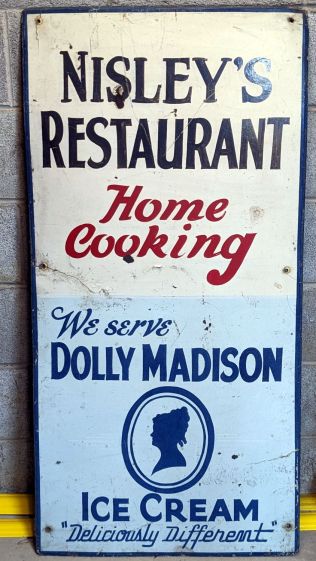 NISLEY'S
RESTAURANT
Home
Cooking
We serve
DOLLY MADISON
ICE CREAM
"Deliciously Different"